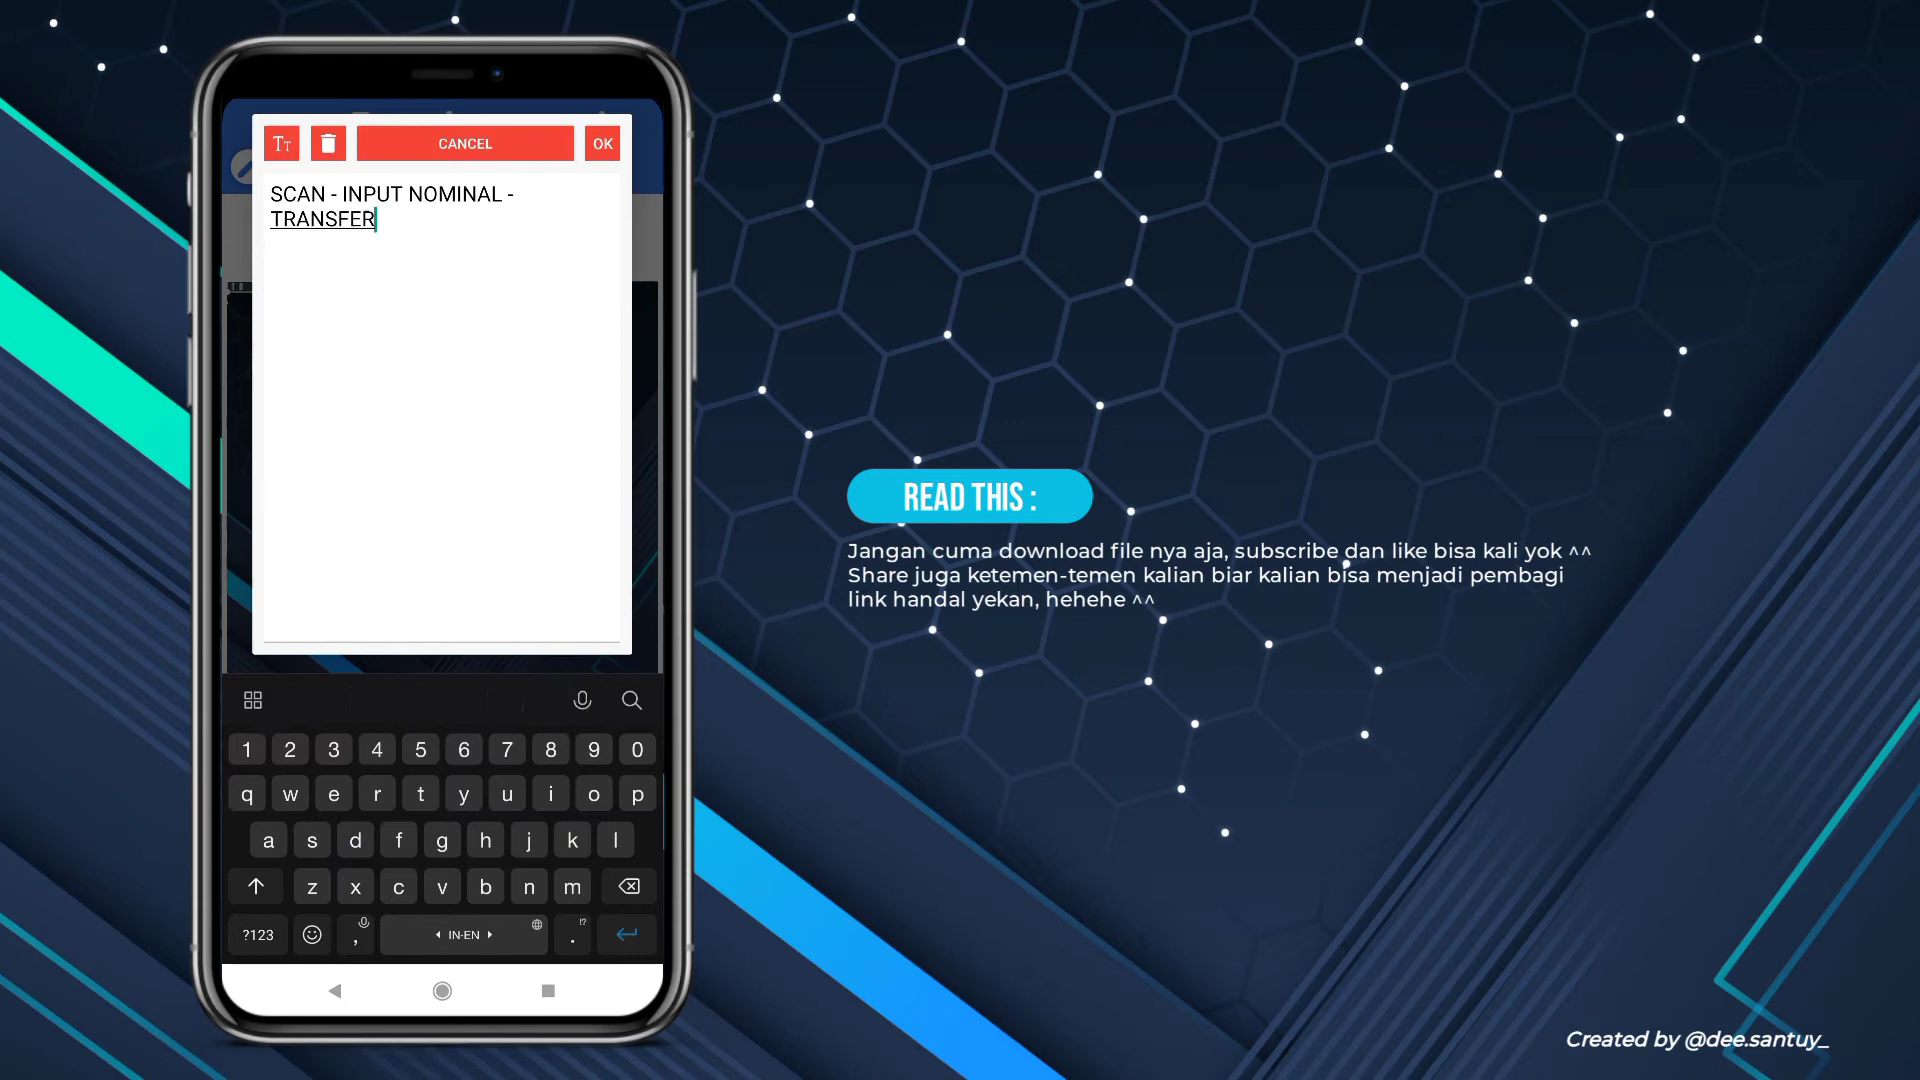 Tt
CANCEL
OK
SCAN - INPUT NOMINAL -
TRANSFER
1 2 3 4 5 6 7 8 9 0
q w e r t y u i o p
a s d f g h j k l
z x c v b n m
!?
?123 , IN-EN .
READ THIS :
Jangan cuma download file nya aja, subscribe dan like bisa kali yok ^^
Share juga ketemen-temen kalian biar kalian bisa menjadi pembagi
link handal yekan, hehehe ^^
Created by @dee.santuy_